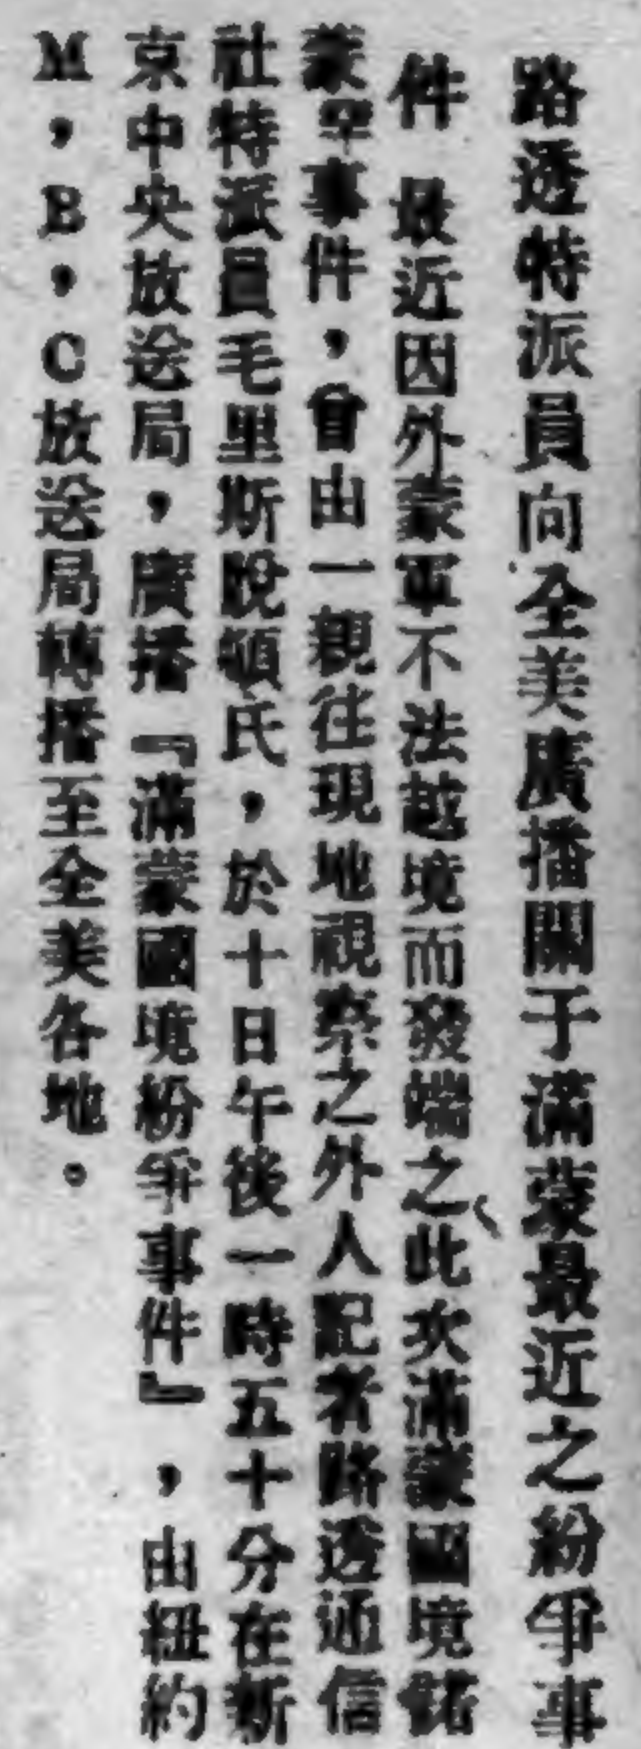 路透特派員向全美廣播關于滿蒙最近之紛爭事
件　最近因外蒙軍不法越境而發端之此次滿蒙國境諸
蒙罕事件，曾由一親往現地視察之外人記者路透通信
社特派員毛里斯脫頓氏，於十日午後一時五十分在新
京中央放送局，廣播『滿蒙國境紛爭事件』，由紐約
M，B，C放送局轉播至全美各地。